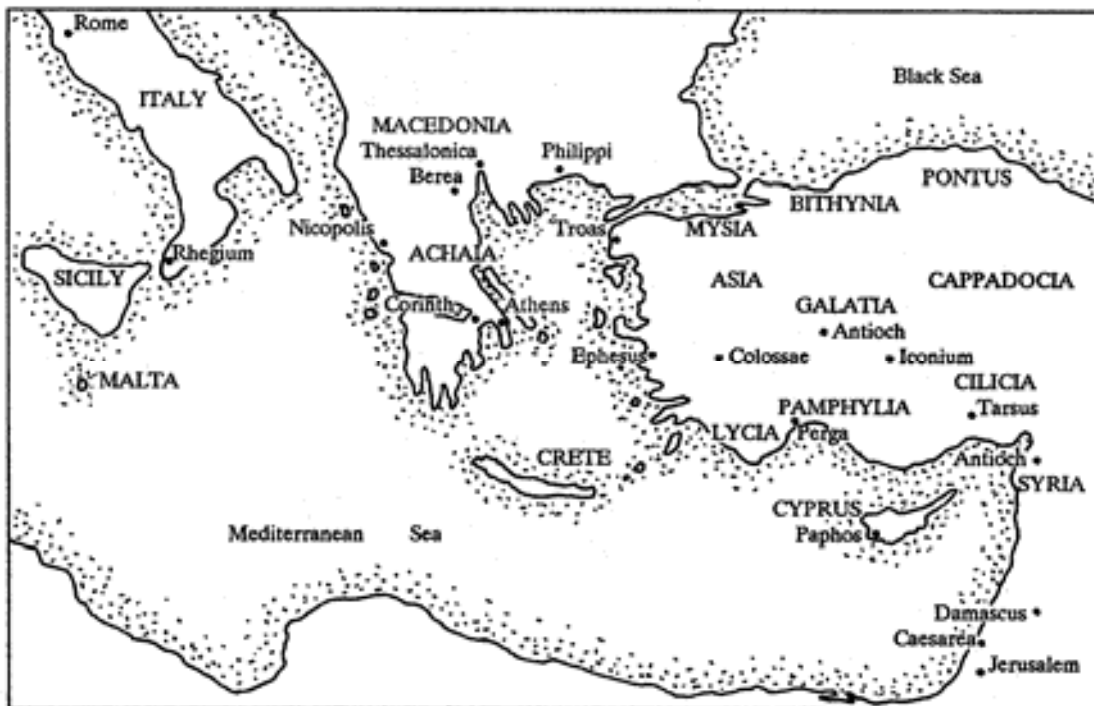 Rome
Black Sea
ITALY
MACEDONIA
Thessalonica
Philippi
Berea
PONTUS
BITHYNIA
Nicopolis
Troas
MYSIA
Rhegium
ACHAIA
SICILY
ASIA
CAPPADOCIA
Corinth
Athens
GALATIA
Antioch
Ephesus
Colossae
Iconium
MALTA
CILICIA
PAMPHYLIA
Tarsus
LYCIA
Perga
CRETE
Antioch
SYRIA
CYPRUS
Mediterranean Sea
Paphos
Damascus
Caesarea
Jerusalem